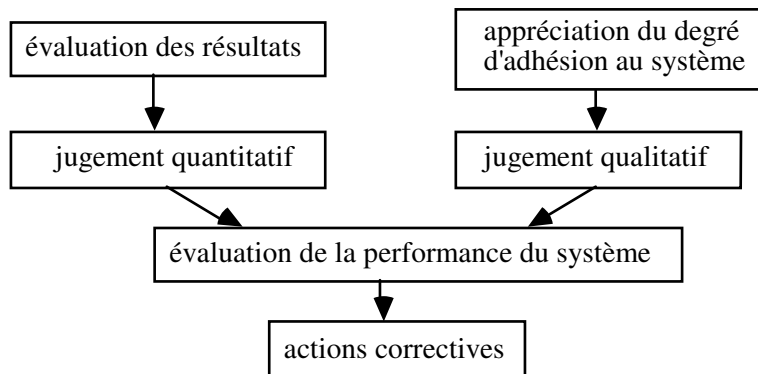 évaluation des résultats
appréciation du degré
d'adhésion au système
jugement quantitatif
jugement qualitatif
évaluation de la performance du système
actions correctives